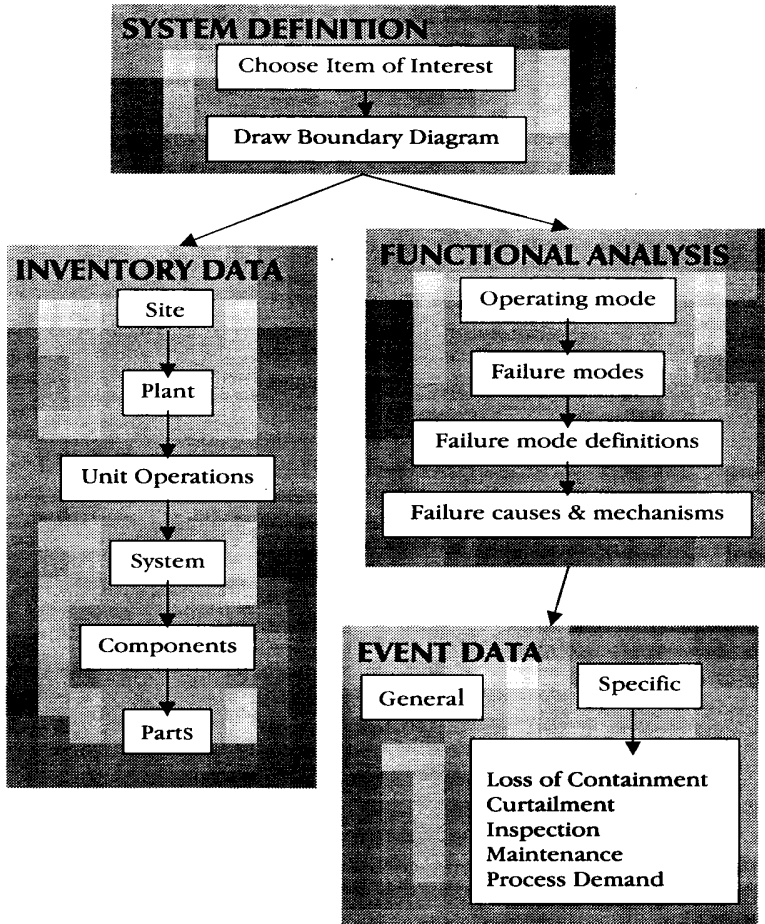 SYSTEM DEFINITION
Choose Item of Interest
Draw Boundary Diagram
INVENTORY DATA
Site
Plant
Unit Operations
System
Components
Parts
FUNCTIONAL ANALYSIS
Operating mode
Failure modes
Failure mode definitions
Failure causes & mechanisms
EVENT DATA
General
Specific
Loss of Containment
Curtailment
Inspection
Maintenance
Process Demand